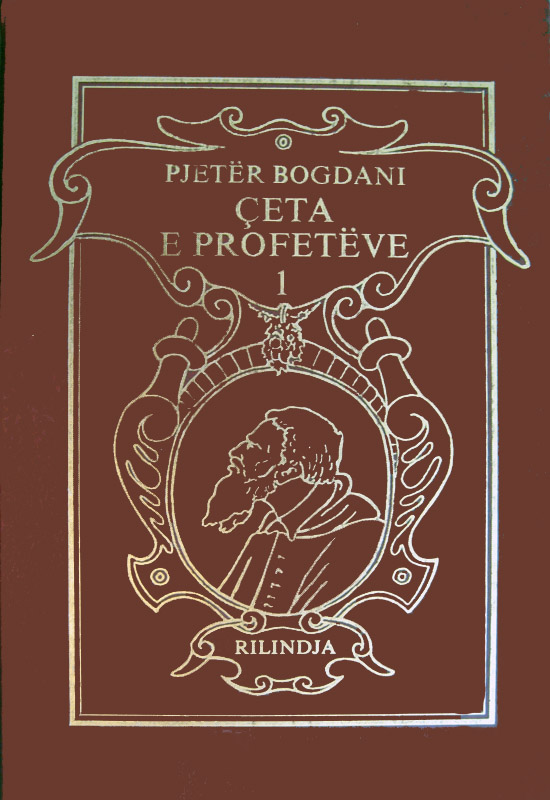 PJETËR BOGDANI
ÇETA
E PROFETËVE
1
RILINDJA